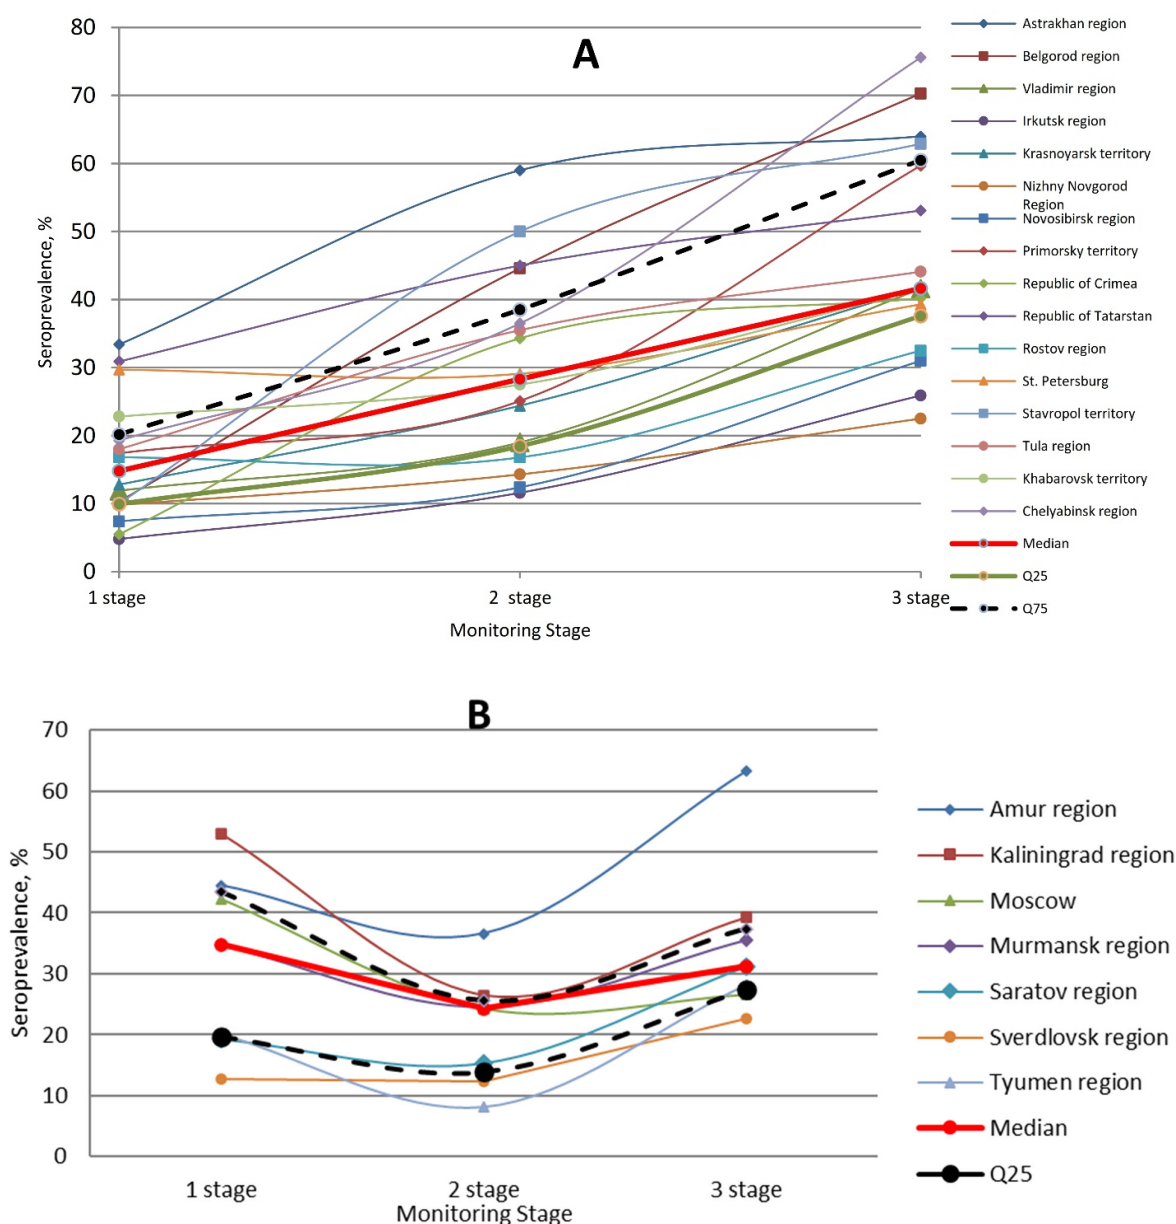 A
80
70
60
50
40
30
20
10
0
Seroprevalence, %
1 stage
2 stage
3 stage
Monitoring Stage
Astrakhan region
Belgorod region
Vladimir region
Irkutsk region
Krasnoyarsk territory
Nizhny Novgorod
Region
Novosibirsk region
Primorsky territory
Republic of Crimea
Republic of Tatarstan
Rostov region
St. Petersburg
Stavropol territory
Tula region
Khabarovsk territory
Chelyabinsk region
Median
Q25
Q75
B
70
60
50
40
30
20
10
0
Seroprevalence, %
1 stage
2 stage
3 stage
Monitoring Stage
Amur region
Kaliningrad region
Moscow
Murmansk region
Saratov region
Sverdlovsk region
Tyumen region
Median
Q25